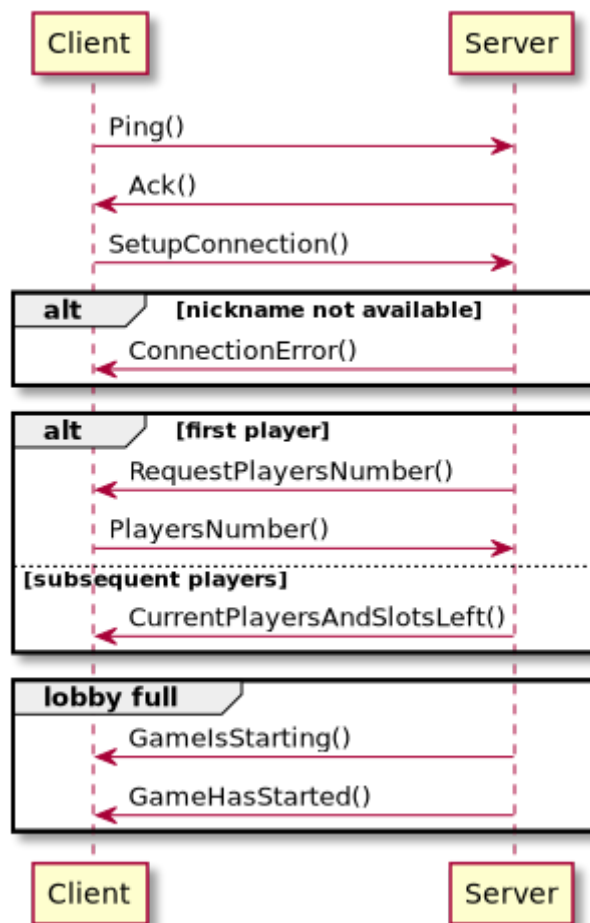 Client Server
Ping()
Ack()
SetupConnection()
alt [nickname not available]
ConnectionError()
alt [first player]
RequestPlayersNumber()
PlayersNumber()
[subsequent players]
CurrentPlayersAndSlotsLeft()
lobby full
GameIsStarting()
GameHasStarted()
Client Server